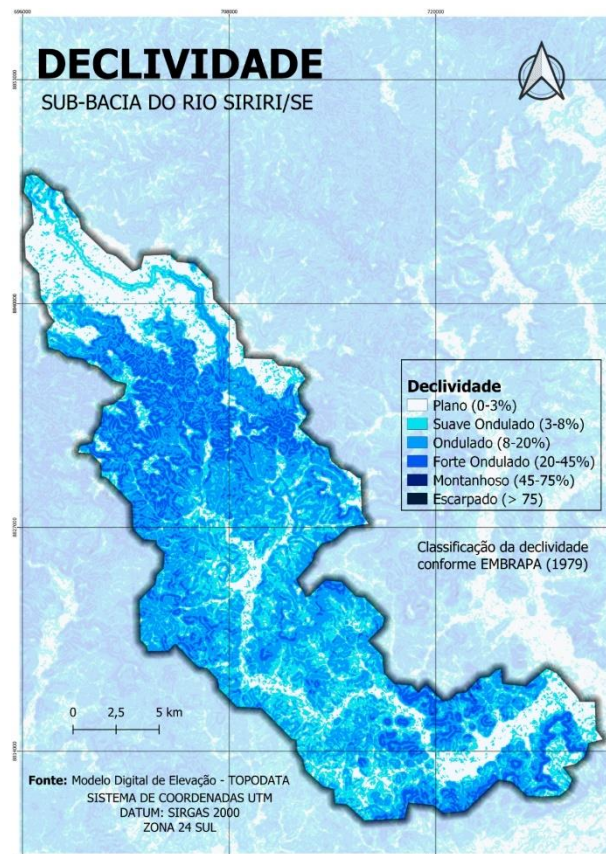 DECLIVIDADE
SUB-BACIA DO RIO SIRIRI/SE
Declividade
Plano (0-3%)
Suave Ondulado (3-8%)
Ondulado (8-20%)
Forte Ondulado (20-45%)
Montanhoso (45-75%)
Escarpado (> 75)
Classificação da declividade
conforme EMBRAPA (1979)
0 2,5 5 km
Fonte: Modelo Digital de Elevação - TOPODATA
SISTEMA DE COORDENADAS UTM
DATUM: SIRGAS 2000
ZONA 24 SUL